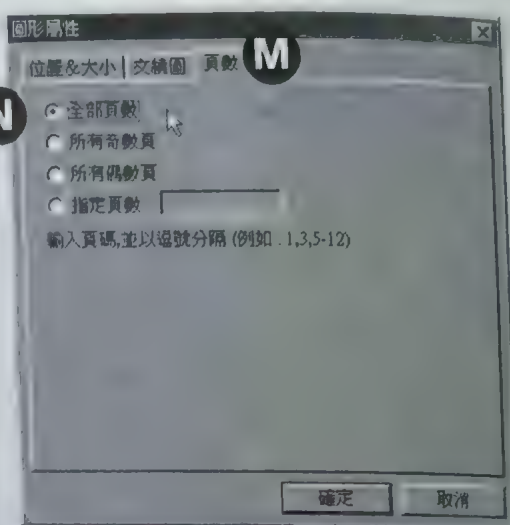 圖形屬性
位置&大小 文繞圖 頁數 M
N
全部頁數
所有奇數頁
所有偶數頁
指定頁數
輸入頁碼,並以逗號分隔 (例如 : 1,3,5-12)
確定 取消